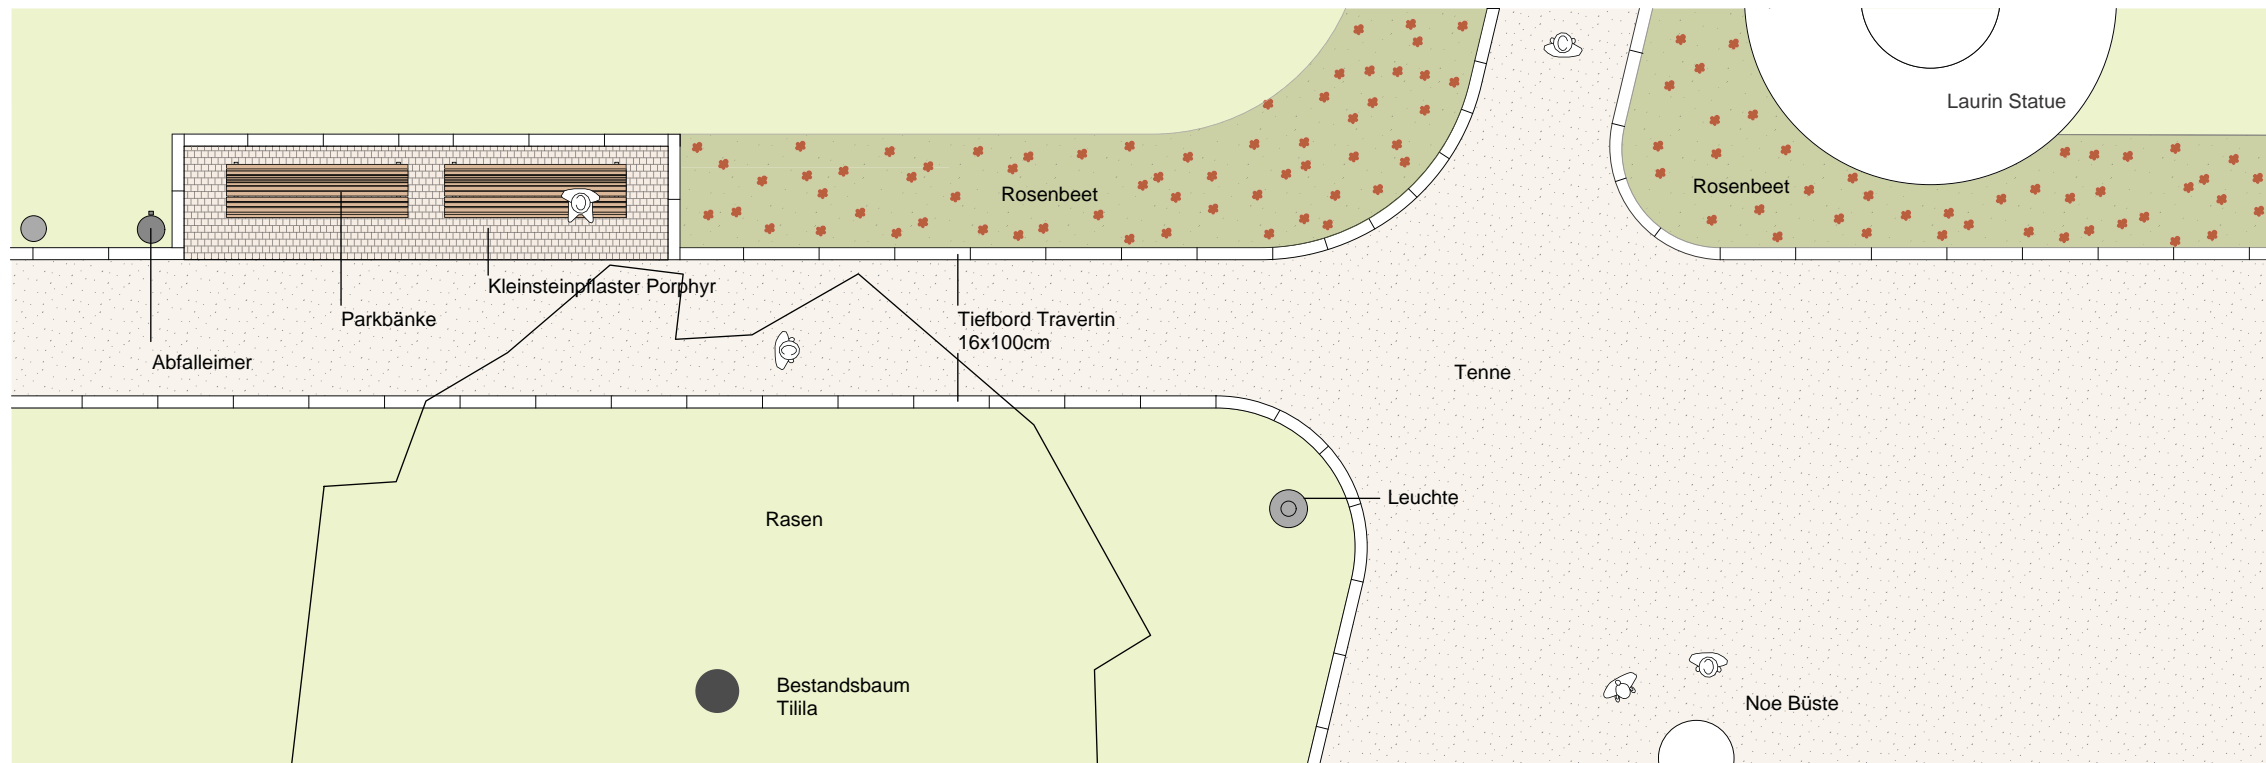 Laurin Statue
Rosenbeet
Rosenbeet
Kleinsteinpflaster Porphyr
Parkbänke
Tiefbord Travertin
16x100cm
Abfalleimer
Tenne
Leuchte
Rasen
Bestandsbaum
Tilila
Noe Büste